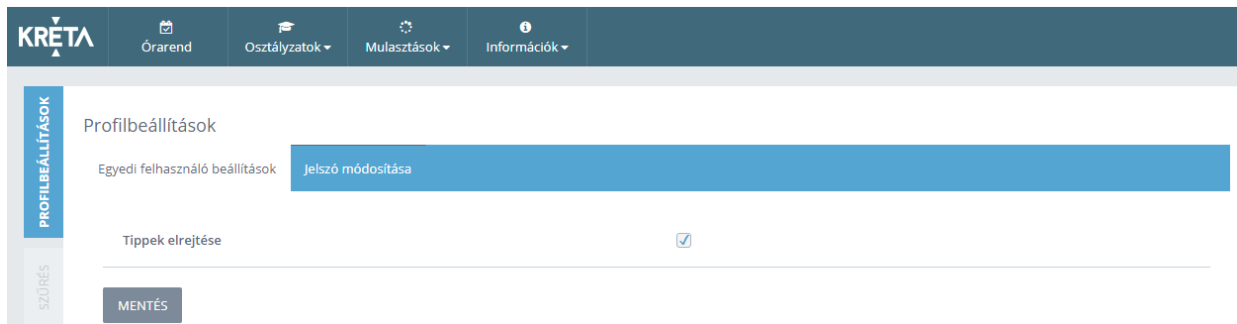 KRÉTA
Órarend
Osztályzatok
Mulasztások
Információk
PROFILBEÁLLÍTÁSOK
SZŰRÉS
Profilbeállítások
Egyedi felhasználó beállítások
Jelszó módosítása
Tippek elrejtése
MENTÉS